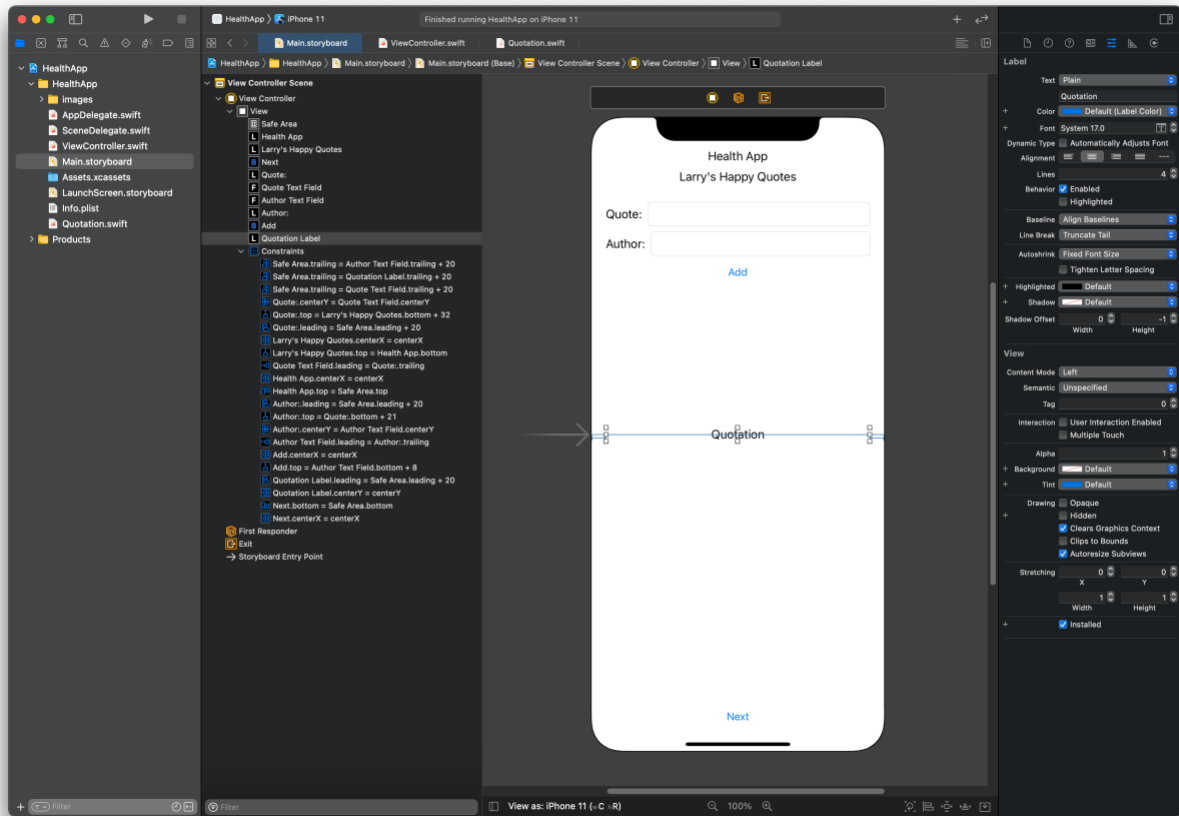 HealthApp
iPhone 11
Finished running HealthApp on iPhone 11
Main.storyboard
ViewController.swift
Quotation.swift
HealthApp
HealthApp
Main.storyboard
Main.storyboard (Base)
View Controller Scene
View Controller
View
L Quotation Label
HealthApp
HealthApp
images
AppDelegate.swift
SceneDelegate.swift
ViewController.swift
Main.storyboard
Assets.xcassets
LaunchScreen.storyboard
Info.plist
Quotation.swift
Products
Filter
View Controller Scene
View Controller
View
Safe Area
L Health App
L Larry's Happy Quotes
B Next
L Quote:
F Quote Text Field
F Author Text Field
L Author:
B Add
L Quotation Label
Constraints
Safe Area.trailing = Author Text Field.trailing + 20
Safe Area.trailing = Quotation Label.trailing + 20
Safe Area.trailing = Quote Text Field.trailing + 20
Quote:.centerY = Quote Text Field.centerY
Quote:.top = Larry's Happy Quotes.bottom + 32
Quote:.leading = Safe Area.leading + 20
Larry's Happy Quotes.centerX = centerX
Larry's Happy Quotes.top = Health App.bottom
Quote Text Field.leading = Quote:.trailing
Health App.centerX = centerX
Health App.top = Safe Area.top
Author:.leading = Safe Area.leading + 20
Author:.top = Quote:.bottom + 21
Author:.centerY = Author Text Field.centerY
Author Text Field.leading = Author:.trailing
Add.centerX = centerX
Add.top = Author Text Field.bottom + 8
Quotation Label.leading = Safe Area.leading + 20
Quotation Label.centerY = centerY
Next.bottom = Safe Area.bottom
Next.centerX = centerX
First Responder
Exit
Storyboard Entry Point
Filter
Health App
Larry's Happy Quotes
Quote:
Author:
Add
Quotation
Next
View as: iPhone 11 (wC hR)
100%
Label
Text Plain
Quotation
+ Color Default (Label Color)
+ Font System 17.0
Dynamic Type Automatically Adjusts Font
Alignment
Lines 4
Behavior Enabled
Highlighted
Baseline Align Baselines
Line Break Truncate Tail
Autoshrink Fixed Font Size
Tighten Letter Spacing
+ Highlighted Default
+ Shadow Default
Shadow Offset 0 -1
Width Height
View
Content Mode Left
Semantic Unspecified
Tag 0
Interaction User Interaction Enabled
Multiple Touch
Alpha 1
+ Background Default
+ Tint Default
Drawing Opaque
+ Hidden
Clears Graphics Context
Clips to Bounds
Autoresize Subviews
Stretching 0 0
X Y
1 1
Width Height
+ Installed